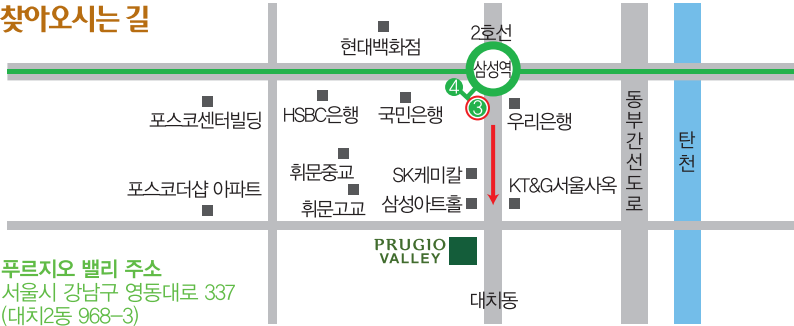 찾아오시는 길
2호선
현대백화점
삼성역
4
3
포스코센터빌딩
HSBC은행
국민은행
우리은행
동부간선도로
탄천
휘문중교
SK케미칼
포스코더샵 아파트
휘문고교
삼성아트홀
KT&G서울사옥
PRUGIO
VALLEY
푸르지오 밸리 주소
서울시 강남구 영동대로 337
(대치2동 968-3)
대치동